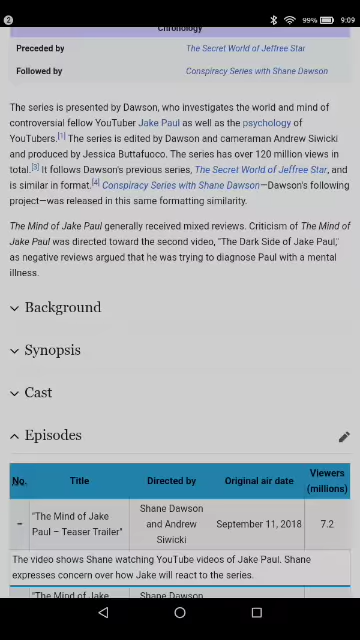 2
99%
9:09
Chronology
Preceded by
The Secret World of Jeffree Star
Followed by
Conspiracy Series with Shane Dawson
The series is presented by Dawson, who investigates the world and mind of
controversial fellow YouTuber Jake Paul as well as the psychology of
YouTubers.[1] The series is edited by Dawson and cameraman Andrew Siwicki
and produced by Jessica Buttafuoco. The series has over 120 million views in
total.[3] It follows Dawson's previous series, The Secret World of Jeffree Star, and
is similar in format.[4] Conspiracy Series with Shane Dawson—Dawson's following
project—was released in this same formatting similarity.
The Mind of Jake Paul generally received mixed reviews. Criticism of The Mind of
Jake Paul was directed toward the second video, "The Dark Side of Jake Paul,"
as negative reviews argued that he was trying to diagnose Paul with a mental
illness.
Background
Synopsis
Cast
Episodes
No.
Title
Directed by
Original air date
Viewers
(millions)
–
"The Mind of Jake
Paul – Teaser Trailer"
Shane Dawson
and Andrew
Siwicki
September 11, 2018
7.2
The video shows Shane watching YouTube videos of Jake Paul. Shane
expresses concern over how Jake will react to the series.
"The Mind of Jake
Shane Dawson